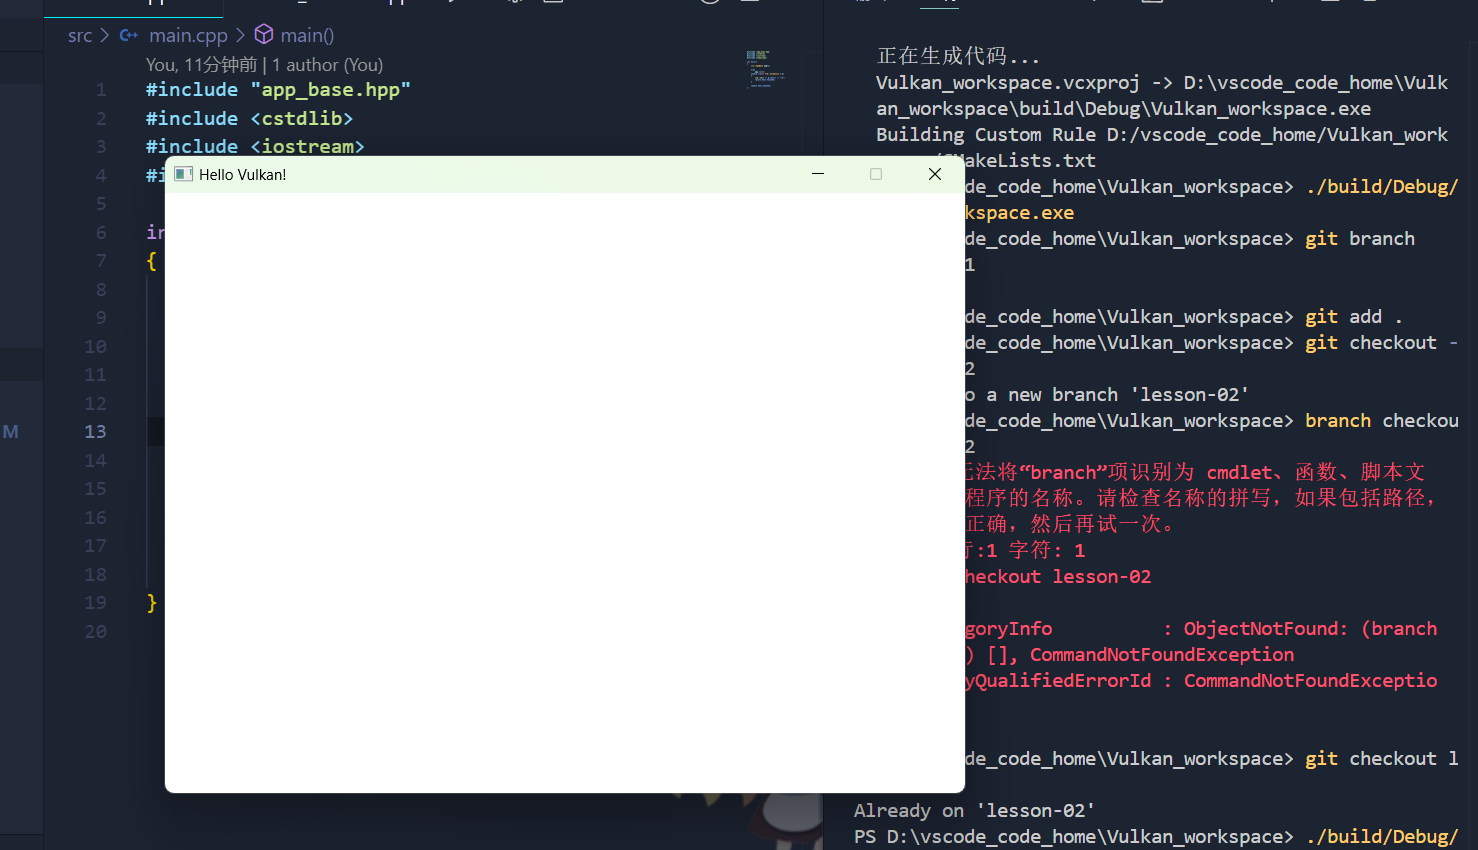 src > main.cpp > main()
You, 11分钟前 | 1 author (You)
1 #include "app_base.hpp"
2 #include <cstdlib>
3 #include <iostream>
4 #i
5
6 in
7 {
8
9
10
11
12
13
14
15
16
17
18
19 }
20
M
Hello Vulkan!
正在生成代码...
Vulkan_workspace.vcxproj -> D:\vscode_code_home\Vulk
an_workspace\build\Debug\Vulkan_workspace.exe
Building Custom Rule D:/vscode_code_home/Vulkan_work
/CMakeLists.txt
de_code_home\Vulkan_workspace> ./build/Debug/
kspace.exe
de_code_home\Vulkan_workspace> git branch
1
de_code_home\Vulkan_workspace> git add .
de_code_home\Vulkan_workspace> git checkout -
2
o a new branch 'lesson-02'
de_code_home\Vulkan_workspace> branch checkou
2
无法将“branch”项识别为 cmdlet、函数、脚本文
程序的名称。请检查名称的拼写，如果包括路径，
正确，然后再试一次。
行:1 字符: 1
heckout lesson-02
goryInfo : ObjectNotFound: (branch
) [], CommandNotFoundException
yQualifiedErrorId : CommandNotFoundExceptio
de_code_home\Vulkan_workspace> git checkout l
Already on 'lesson-02'
PS D:\vscode_code_home\Vulkan_workspace> ./build/Debug/